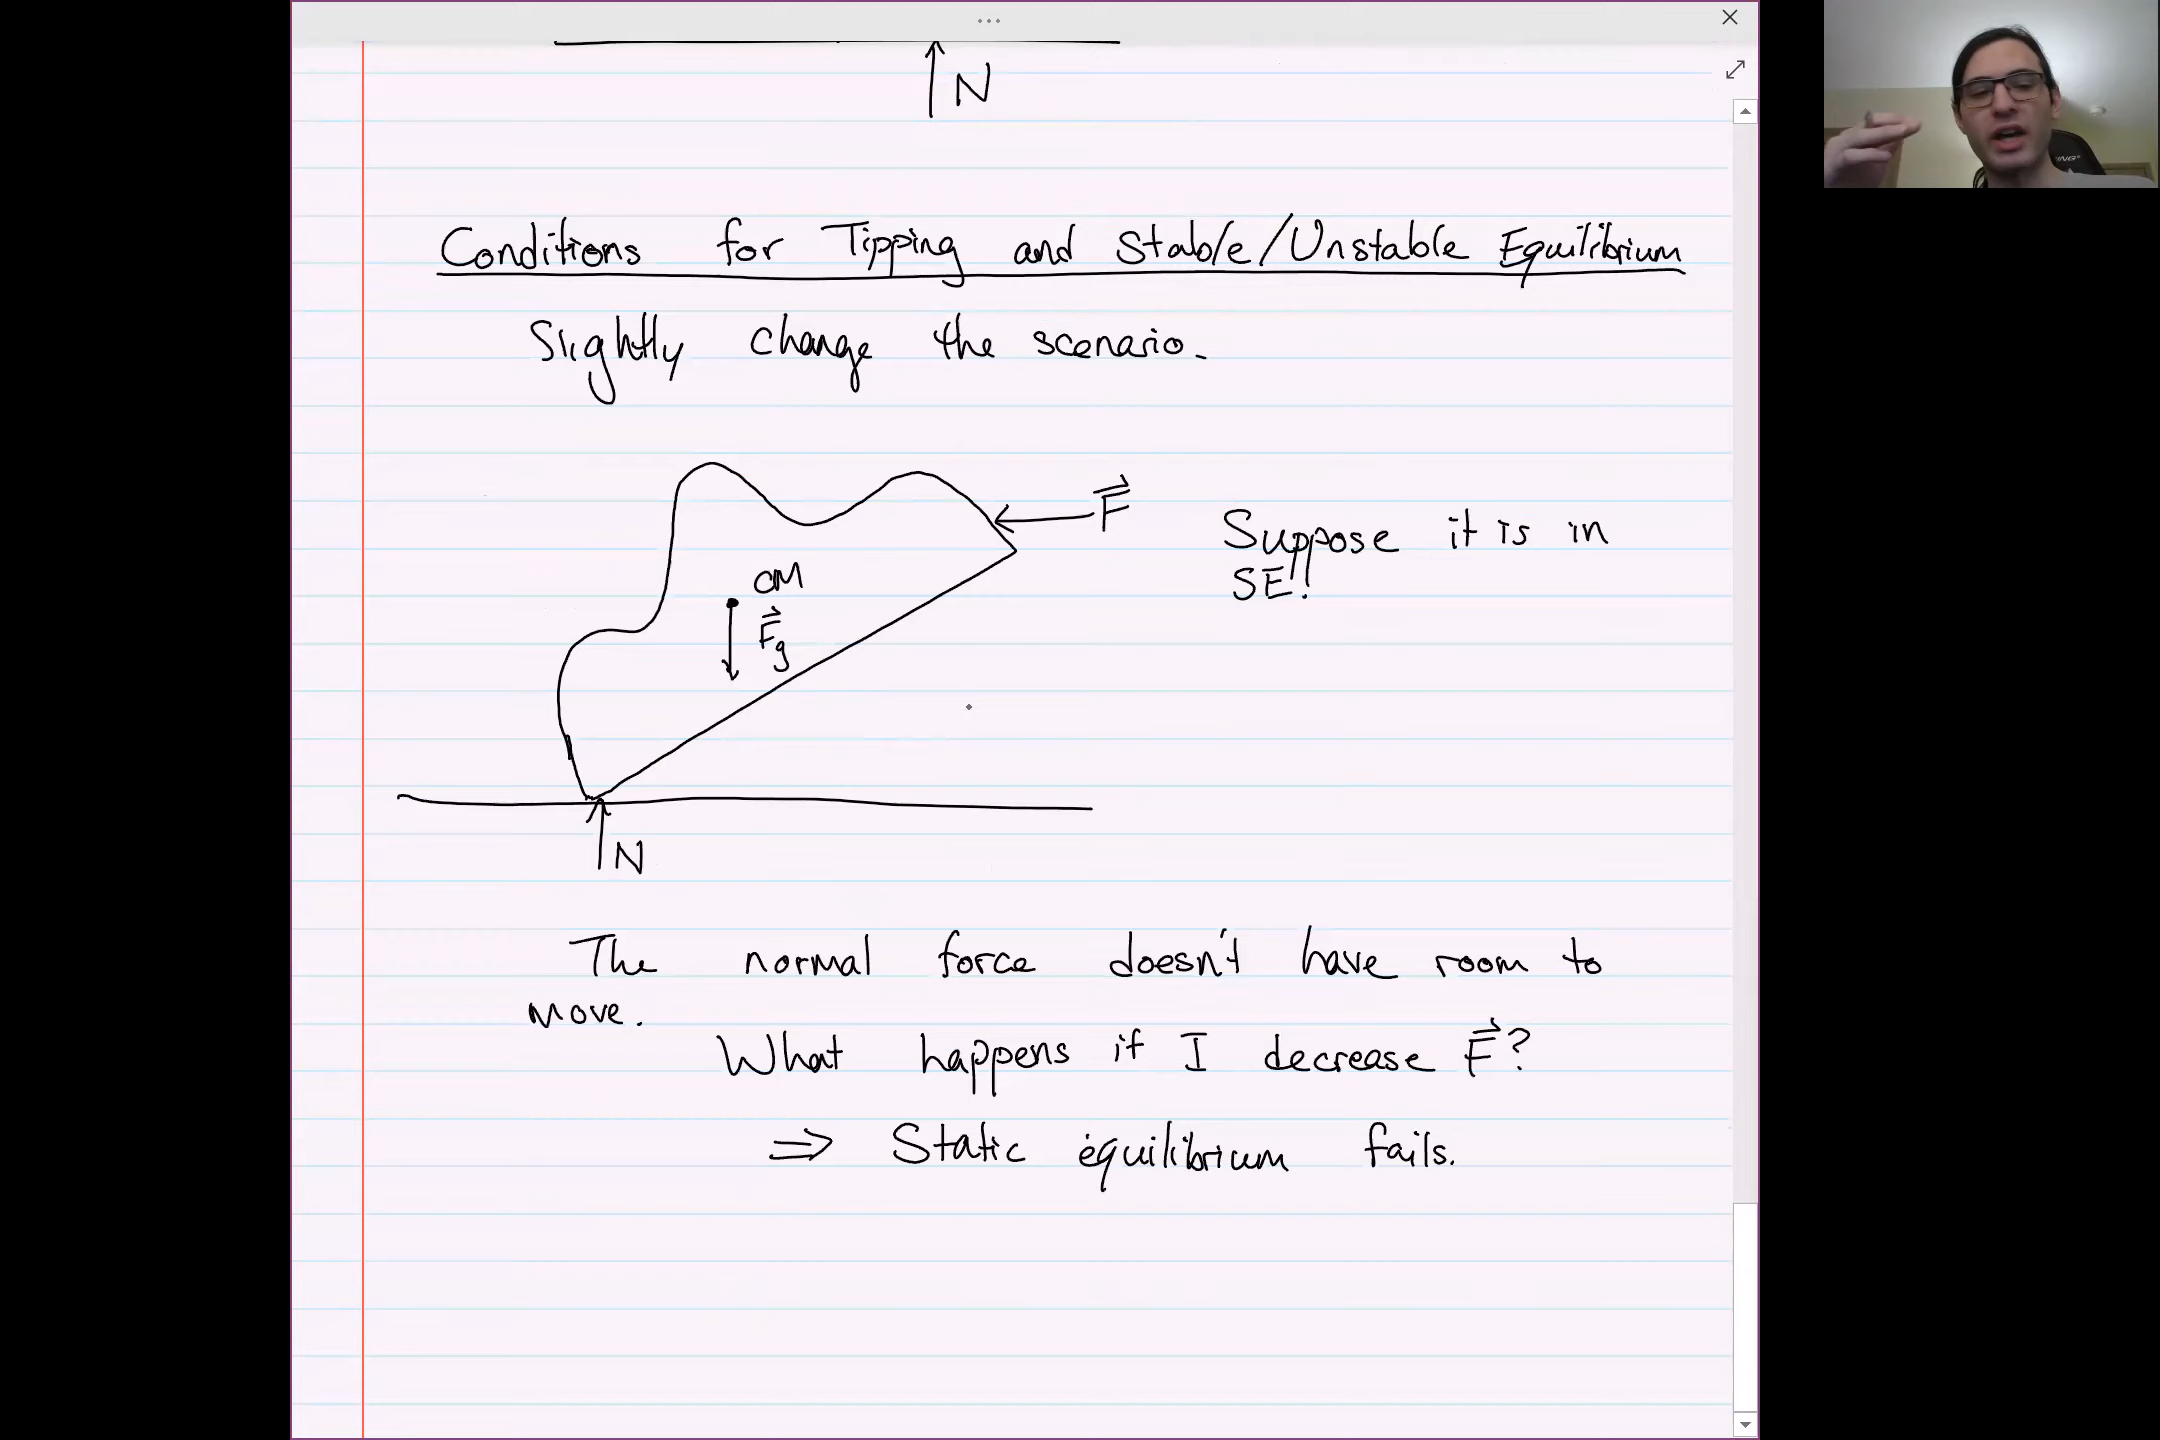 N
Conditions for Tipping and Stable/Unstable Equilibrium
Slightly change the scenario.
F
Suppose it is in
SE!!
CM
Fg
N
The normal force doesn't have room to
move.
What happens if I decrease F?
⇒ Static equilibrium fails.